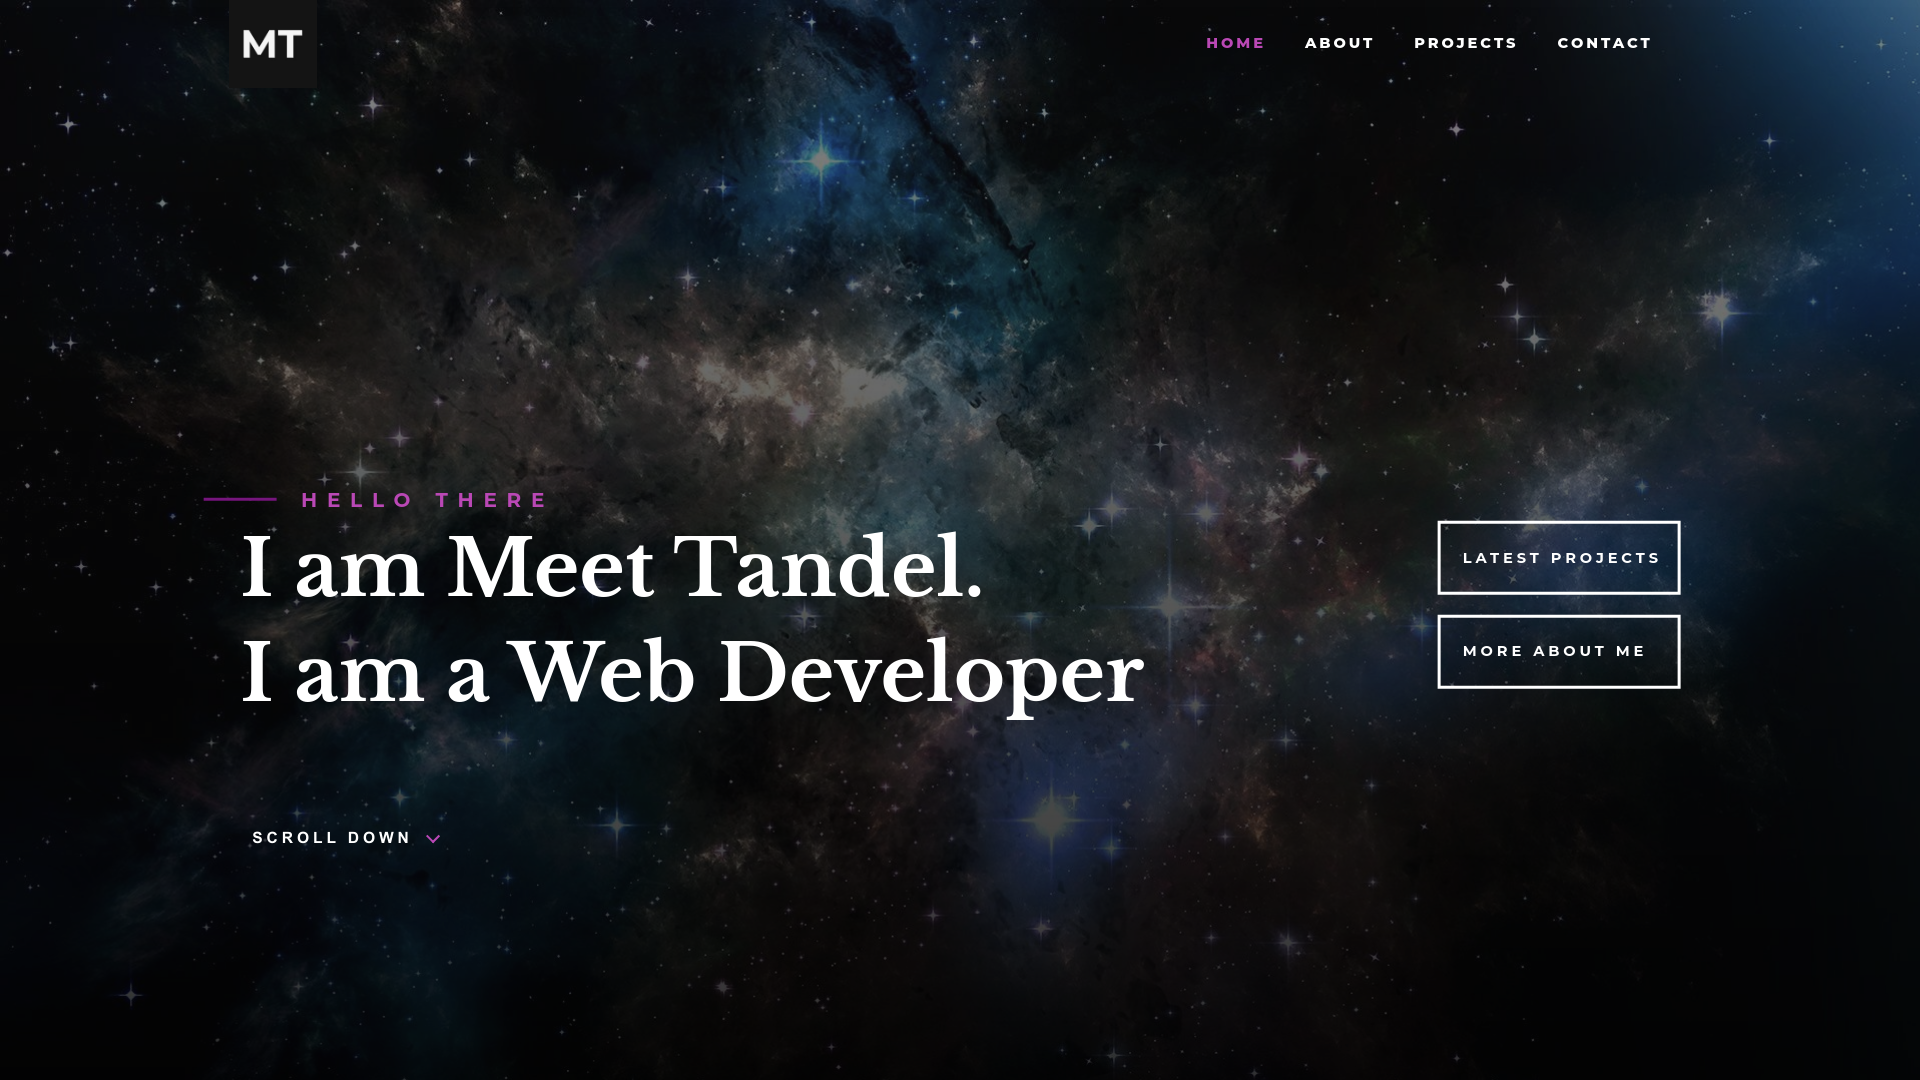 MT
HOME ABOUT PROJECTS CONTACT
HELLO THERE
I am Meet Tandel.
I am a Web Developer
LATEST PROJECTS
MORE ABOUT ME
SCROLL DOWN